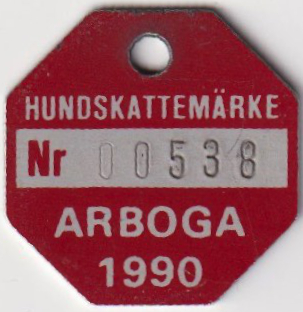 HUNDSKATTEMÄRKE
Nr 00538
ARBOGA
1990